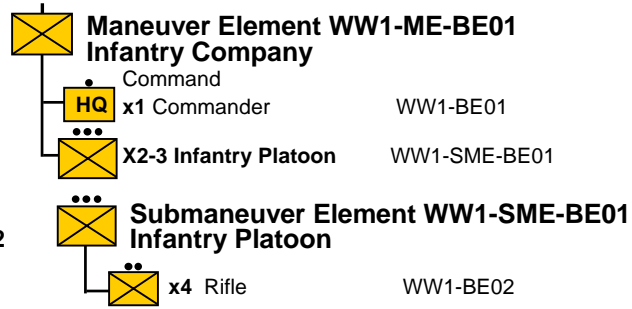 Maneuver Element WW1-ME-BE01
Infantry Company
Command
HQ x1 Commander WW1-BE01
X2-3 Infantry Platoon WW1-SME-BE01
Submaneuver Element WW1-SME-BE01
2 Infantry Platoon
x4 Rifle WW1-BE02